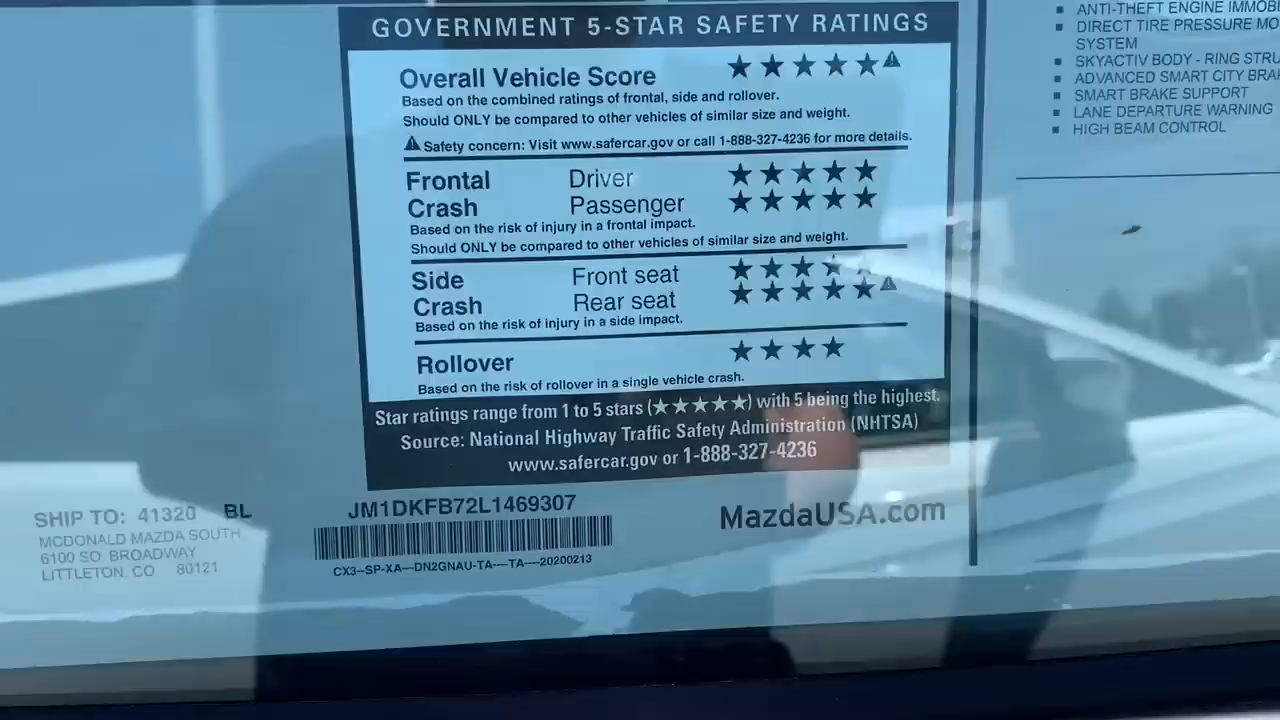 GOVERNMENT 5-STAR SAFETY RATINGS
Overall Vehicle Score ★★★★★⚠
Based on the combined ratings of frontal, side and rollover.
Should ONLY be compared to other vehicles of similar size and weight.
⚠ Safety concern: Visit www.safercar.gov or call 1-888-327-4236 for more details.
Frontal Driver ★★★★★
Crash Passenger ★★★★★
Based on the risk of injury in a frontal impact.
Should ONLY be compared to other vehicles of similar size and weight.
Side Front seat ★★★★★
Crash Rear seat ★★★★★⚠
Based on the risk of injury in a side impact.
Rollover ★★★★
Based on the risk of rollover in a single vehicle crash.
Star ratings range from 1 to 5 stars (★★★★★) with 5 being the highest.
Source: National Highway Traffic Safety Administration (NHTSA)
www.safercar.gov or 1-888-327-4236
ANTI-THEFT ENGINE
DIRECT TIRE PRESSURE
SYSTEM
SKYACTIV BODY - RING
ADVANCED SMART CITY
SMART BRAKE SUPPORT
LANE DEPARTURE WARNING
HIGH BEAM CONTROL
SHIP TO: 41320 BL
MCDONALD MAZDA SOUTH
6100 SO. BROADWAY
LITTLETON, CO 80121
JM1DKFB72L1469307
CX3--SP-XA---DN2GNAU-TA----TA----20200213
MazdaUSA.com